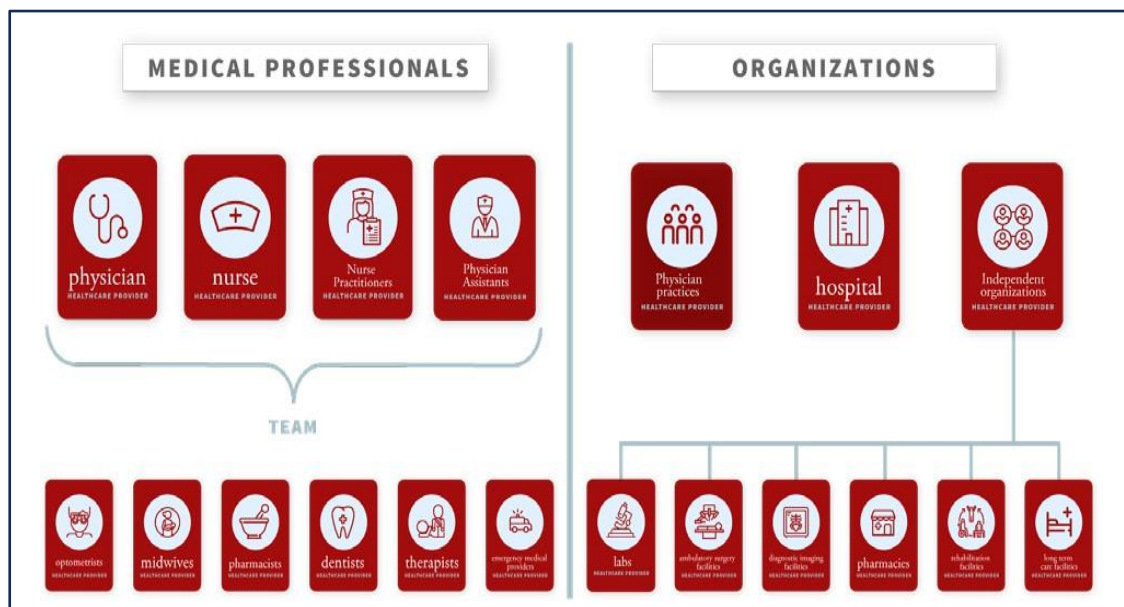 MEDICAL PROFESSIONALS
ORGANIZATIONS
physician
HEALTHCARE PROVIDER
nurse
HEALTHCARE PROVIDER
Nurse
Practitioners
HEALTHCARE PROVIDER
Physician
Assistants
HEALTHCARE PROVIDER
Physician
practices
HEALTHCARE PROVIDER
hospital
HEALTHCARE PROVIDER
Independent
organizations
HEALTHCARE PROVIDER
TEAM
optometrists
HEALTHCARE PROVIDER
midwives
HEALTHCARE PROVIDER
pharmacists
HEALTHCARE PROVIDER
dentists
HEALTHCARE PROVIDER
therapists
HEALTHCARE PROVIDER
emergency medical
providers
HEALTHCARE PROVIDER
labs
HEALTHCARE PROVIDER
ambulatory surgery
facilities
HEALTHCARE PROVIDER
diagnostic imaging
facilities
HEALTHCARE PROVIDER
pharmacies
HEALTHCARE PROVIDER
rehabilitation
facilities
HEALTHCARE PROVIDER
long term
care facilities
HEALTHCARE PROVIDER